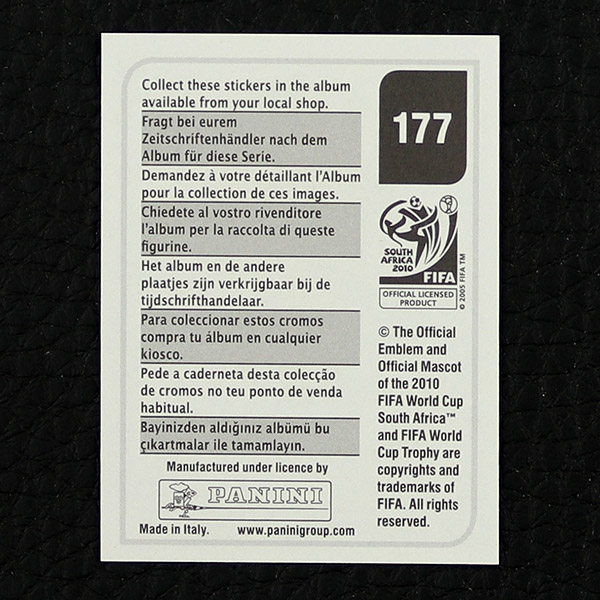 Collect these stickers in the album
available from your local shop.
Fragt bei eurem
Zeitschriftenhändler nach dem
Album für diese Serie.
Demandez à votre détaillant l'Album
pour la collection de ces images.
Chiedete al vostro rivenditore
l'album per la raccolta di queste
figurine.
Het album en de andere
plaatjes zijn verkrijgbaar bij de
tijdschrifthandelaar.
Para coleccionar estos cromos
compra tu álbum en cualquier
kiosco.
Pede a caderneta desta colecção
de cromos no teu ponto de venda
habitual.
Bayinizden aldığınız albümü bu
çıkartmalar ile tamamlayın.
Manufactured under licence by
PANINI
Made in Italy. www.paninigroup.com
177
SOUTH
AFRICA
2010
FIFA
OFFICIAL LICENSED
PRODUCT
© 2005 FIFA TM
© The Official
Emblem and
Official Mascot
of the 2010
FIFA World Cup
South Africa™
and FIFA World
Cup Trophy are
copyrights and
trademarks of
FIFA. All rights
reserved.